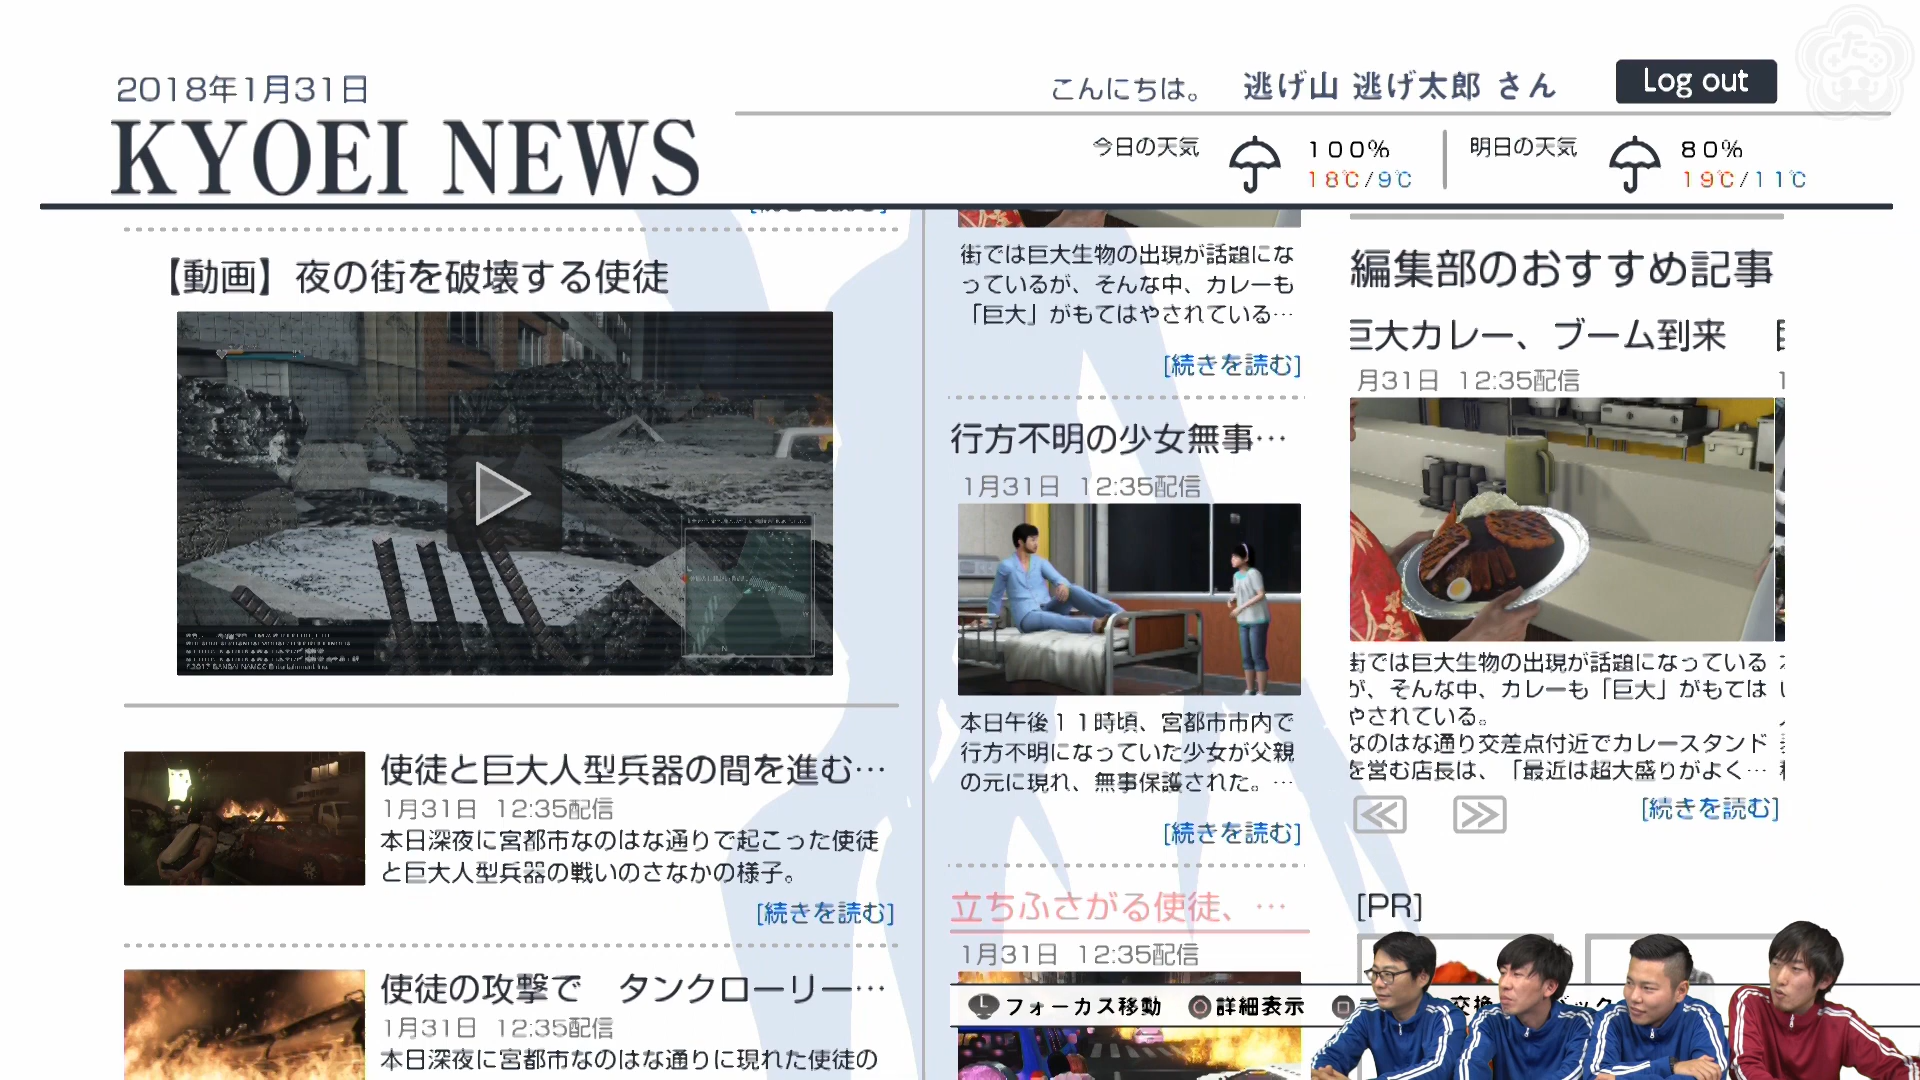 2018年1月31日
KYOEI NEWS
こんにちは。 逃げ山 逃げ太郎 さん
Log out
今日の天気
100%
18℃/9℃
明日の天気
80%
19℃/11℃
【動画】夜の街を破壊する使徒
使徒と巨大人型兵器の間を進む…
1月31日 12:35配信
本日深夜に宮都市なのはな通りで起こった使徒
と巨大人型兵器の戦いのさなかの様子。
[続きを読む]
使徒の攻撃で　タンクローリー…
1月31日 12:35配信
本日深夜に宮都市なのはな通りに現れた使徒の
街では巨大生物の出現が話題にな
っているが、そんな中、カレーも
「巨大」がもてはやされている…
[続きを読む]
行方不明の少女無事…
1月31日 12:35配信
本日午後１１時頃、宮都市市内で
行方不明になっていた少女が父親
の元に現れ、無事保護された。…
[続きを読む]
立ちふさがる使徒、…
1月31日 12:35配信
編集部のおすすめ記事
巨大カレー、ブーム到来
月31日 12:35配信
街では巨大生物の出現が話題になっている
が、そんな中、カレーも「巨大」がもては
やされている。
なのはな通り交差点付近でカレースタンド
を営む店長は、「最近は超大盛りがよく…
[続きを読む]
[PR]
フォーカス移動 詳細表示 交換 ック